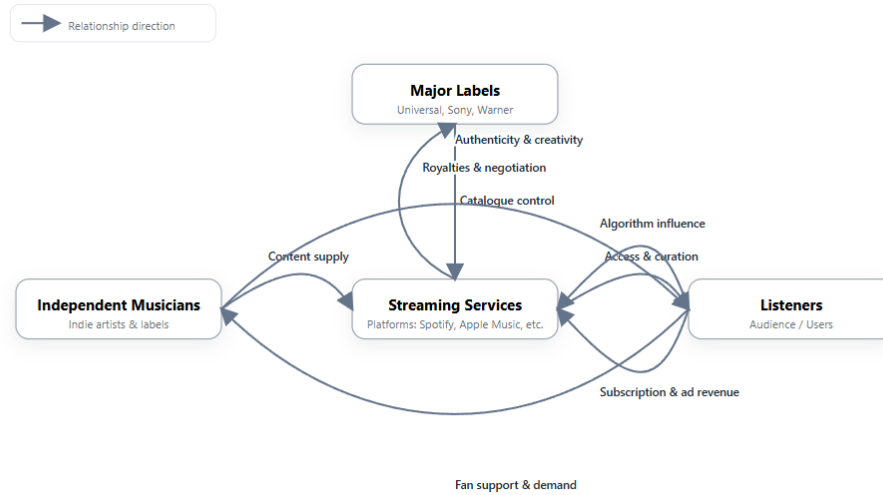 Relationship direction
Major Labels
Universal, Sony, Warner
Authenticity & creativity
Royalties & negotiation
Catalogue control
Algorithm influence
Content supply
Access & curation
Independent Musicians
Indie artists & labels
Streaming Services
Platforms: Spotify, Apple Music, etc.
Listeners
Audience / Users
Subscription & ad revenue
Fan support & demand